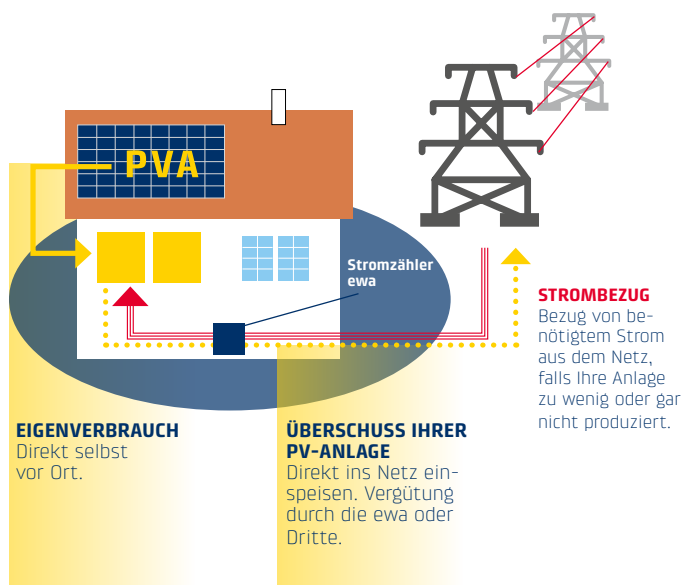 PVA
Stromzähler
ewa
STROMBEZUG
Bezug von be-
nötigtem Strom
aus dem Netz,
falls Ihre Anlage
zu wenig oder gar
nicht produziert.
EIGENVERBRAUCH
Direkt selbst
vor Ort.
ÜBERSCHUSS IHRER
PV-ANLAGE
Direkt ins Netz ein-
speisen. Vergütung
durch die ewa oder
Dritte.